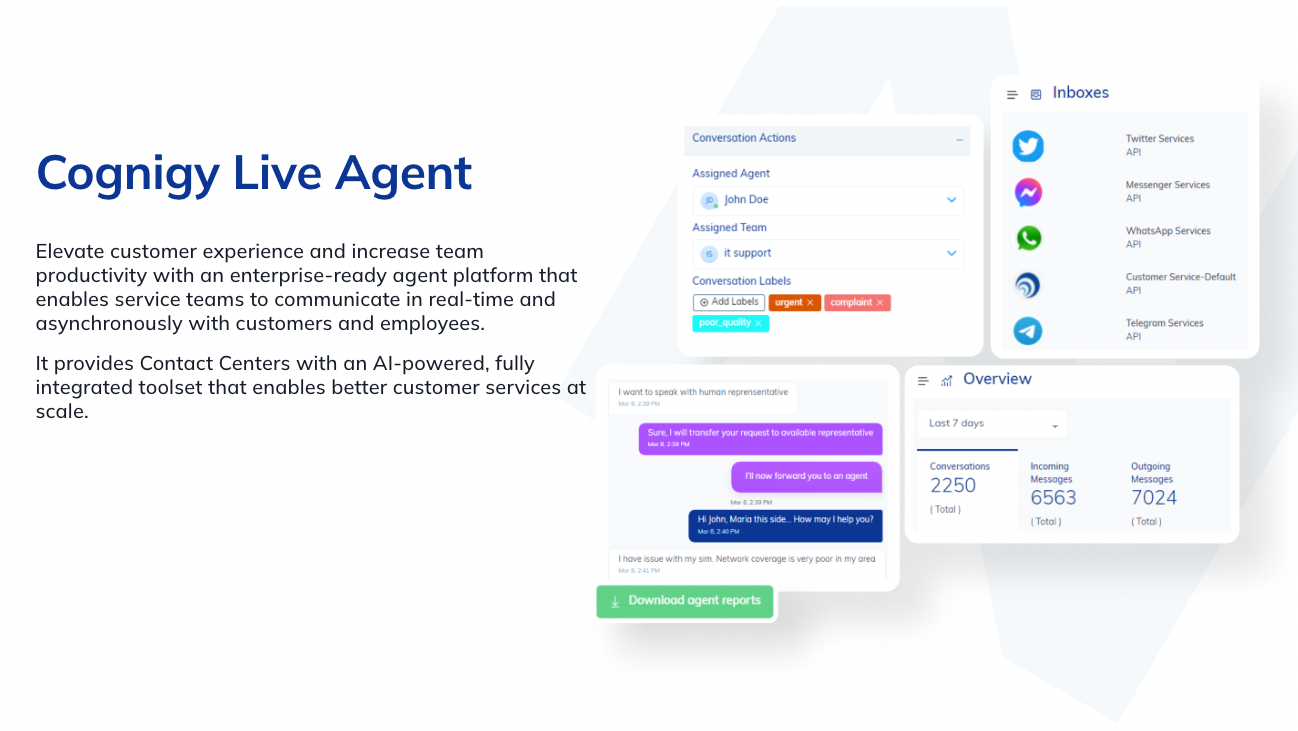 Cognigy Live Agent
Elevate customer experience and increase team
productivity with an enterprise-ready agent platform that
enables service teams to communicate in real-time and
asynchronously with customers and employees.
It provides Contact Centers with an AI-powered, fully
integrated toolset that enables better customer services at
scale.
Conversation Actions
Assigned Agent
JD John Doe
Assigned Team
IS it support
Conversation Labels
Add Labels urgent × complaint ×
poor_quality ×
Inboxes
Twitter Services
API
Messenger Services
API
WhatsApp Services
API
Customer Service-Default
API
Telegram Services
API
I want to speak with human reprensentative
Mar 8, 2:39 PM
Sure, I will transfer your request to available representative
Mar 8, 2:39 PM
I'll now forward you to an agent
Mar 8, 2:39 PM
Hi John, Maria this side... How may I help you?
Mar 8, 2:40 PM
I have issue with my sim. Network coverage is very poor in my area
Mar 8, 2:41 PM
Download agent reports
Overview
Last 7 days
Conversations
2250
( Total )
Incoming
Messages
6563
( Total )
Outgoing
Messages
7024
( Total )